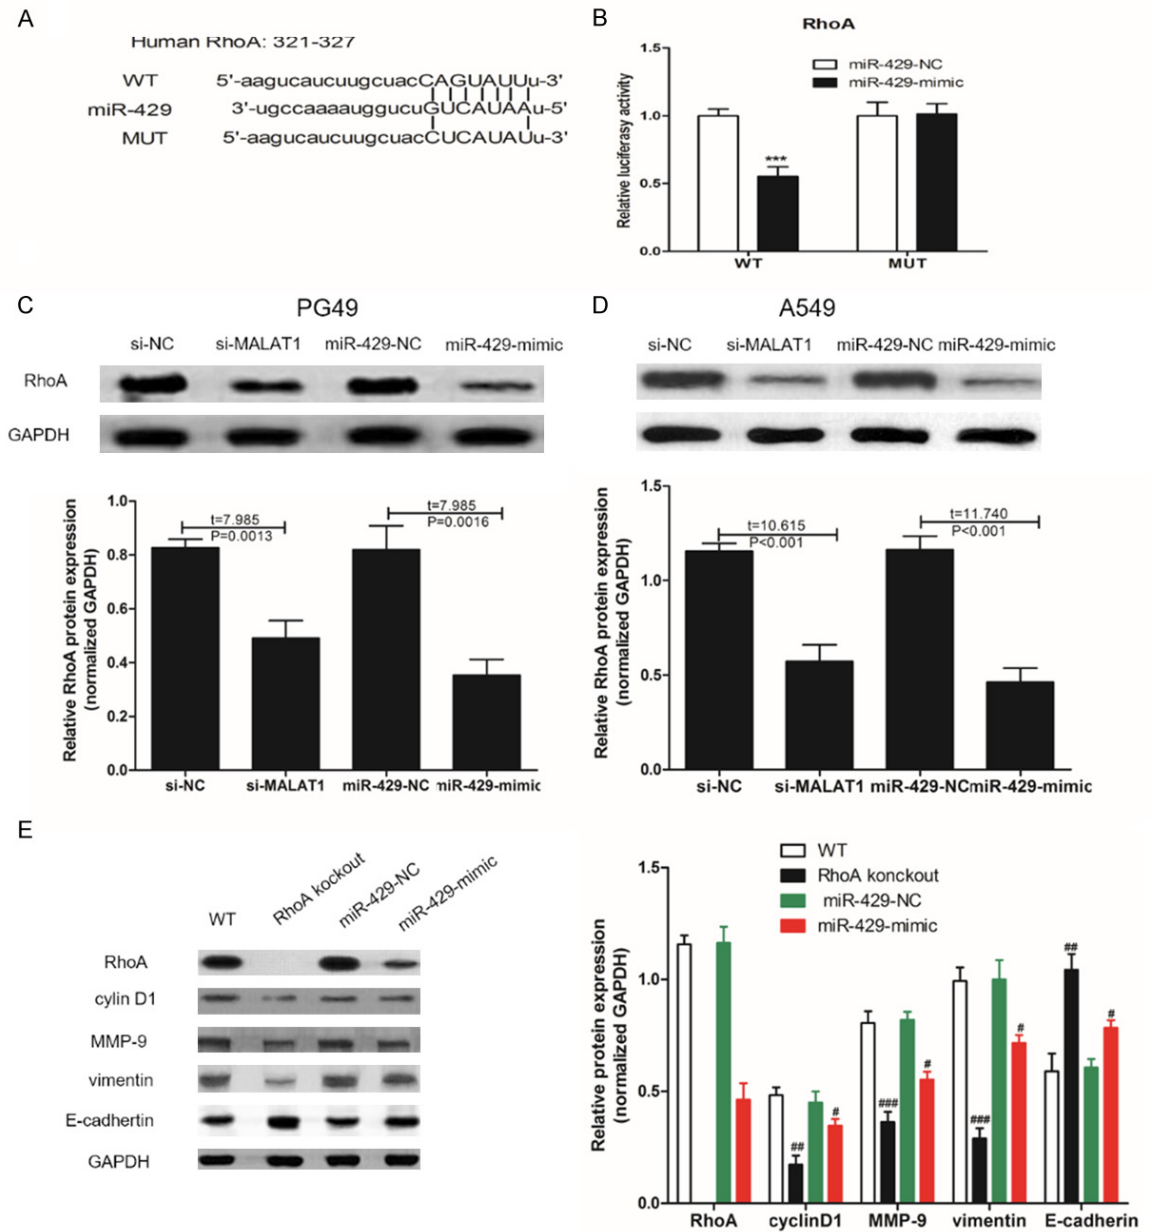 A
Human RhoA: 321-327
WT 5'-aagucaucuugcuacCAGUAUUu-3'
miR-429 3'-ugccaaaauggucuGUCAUAAu-5'
MUT 5'-aagucaucuugcuacCUCAUAUu-3'
B
RhoA
miR-429-NC
miR-429-mimic
Relative luciferasy activity
1.5
1.0
0.5
0.0
***
WT MUT
C
PG49
si-NC si-MALAT1 miR-429-NC miR-429-mimic
RhoA
GAPDH
Relative RhoA protein expression
(normalized GAPDH)
1.0
0.8
0.6
0.4
0.2
0.0
t=7.985
P=0.0013
t=7.985
P=0.0016
si-NC si-MALAT1 miR-429-NC miR-429-mimic
D
A549
si-NC si-MALAT1 miR-429-NC miR-429-mimic
Relative RhoA protein expression
(normalized GAPDH)
1.5
1.0
0.5
0.0
t=10.615
P<0.001
t=11.740
P<0.001
si-NC si-MALAT1 miR-429-NC miR-429-mimic
E
WT RhoA kockout miR-429-NC miR-429-mimic
RhoA
cylin D1
MMP-9
vimentin
E-cadhertin
GAPDH
WT
RhoA konckout
miR-429-NC
miR-429-mimic
Relative protein expression
(normalized GAPDH)
1.5
1.0
0.5
0.0
## # ### # ### # ## #
RhoA cyclinD1 MMP-9 vimentin E-cadherin